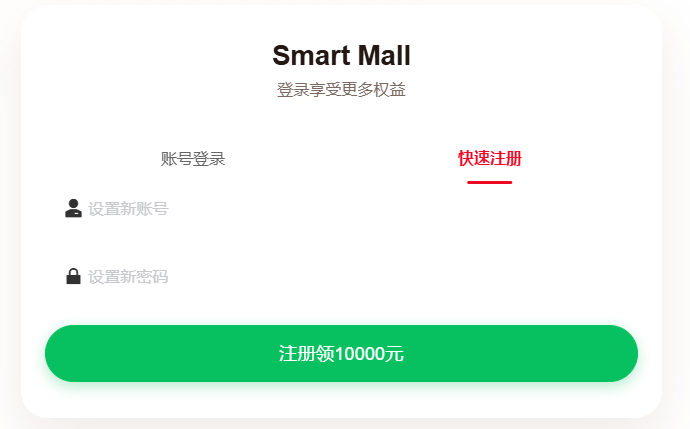 Smart Mall
登录享受更多权益
账号登录
快速注册
设置新账号
设置新密码
注册领10000元